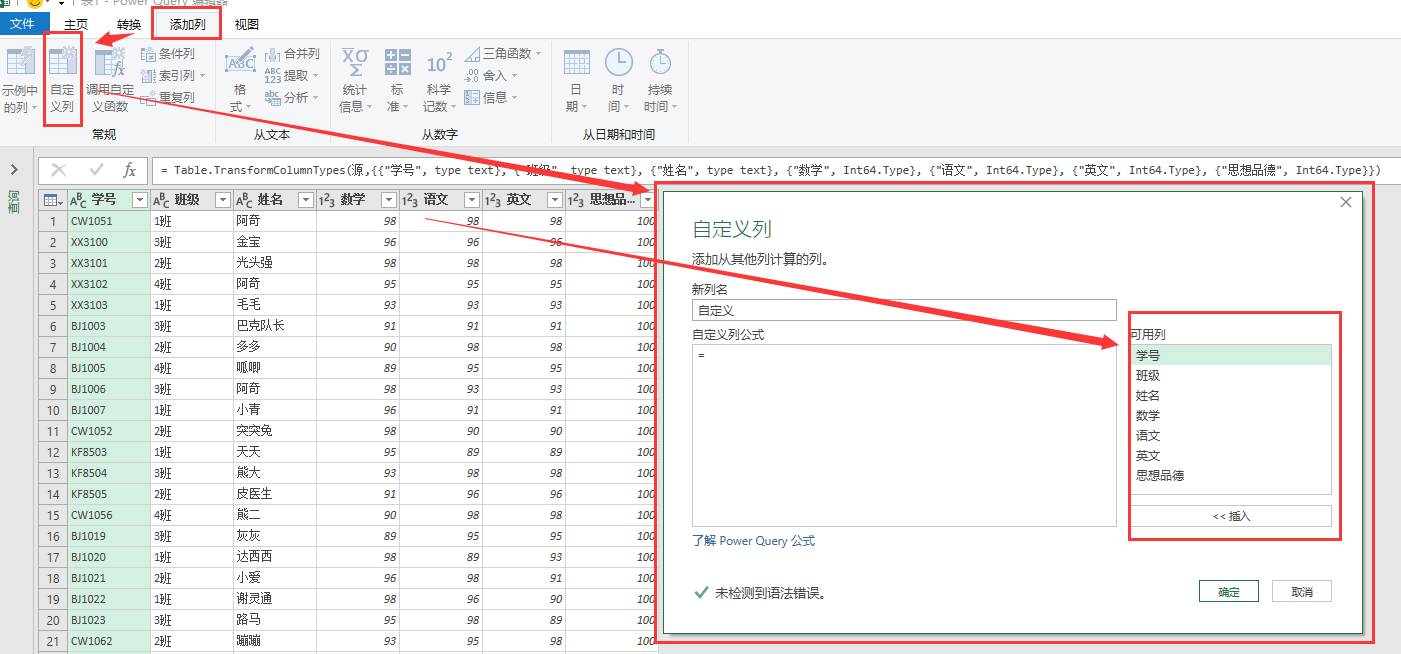 表1 - Power Query 编辑器
文件 主页 转换 添加列 视图
示例中的列 自定义列 调用自定义函数 条件列 索引列 重复列
常规
格式 合并列 提取 分析
从文本
统计信息 标准 科学记数 三角函数 舍入 信息
从数字
日期 时间 持续时间
从日期和时间
= Table.TransformColumnTypes(源,{{"学号", type text}, {"班级", type text}, {"姓名", type text}, {"数学", Int64.Type}, {"语文", Int64.Type}, {"英文", Int64.Type}, {"思想品德", Int64.Type}})
查询
学号 班级 姓名 数学 语文 英文 思想品...
1 CW1051 1班 阿奇 98 98 98 100
2 XX3100 3班 金宝 96 96 96 100
3 XX3101 2班 光头强 98 98 98 100
4 XX3102 4班 阿奇 95 95 95 100
5 XX3103 1班 毛毛 93 93 93 100
6 BJ1003 3班 巴克队长 91 91 91 100
7 BJ1004 2班 多多 90 98 98 100
8 BJ1005 4班 呱唧 89 95 95 100
9 BJ1006 3班 阿奇 98 93 93 100
10 BJ1007 1班 小青 96 91 91 100
11 CW1052 2班 突突兔 98 90 90 100
12 KF8503 1班 天天 95 89 89 100
13 KF8504 3班 熊大 93 98 98 100
14 KF8505 2班 皮医生 91 96 96 100
15 CW1056 4班 熊二 90 98 98 100
16 BJ1019 3班 灰灰 89 95 95 100
17 BJ1020 1班 达西西 98 89 93 100
18 BJ1021 2班 小爱 96 98 91 100
19 BJ1022 1班 谢灵通 98 96 90 100
20 BJ1023 3班 路马 95 98 89 100
21 CW1062 2班 蹦蹦 93 95 98 100
自定义列
添加从其他列计算的列。
新列名
自定义
自定义列公式
=
可用列
学号
班级
姓名
数学
语文
英文
思想品德
<< 插入
了解 Power Query 公式
未检测到语法错误。
确定 取消